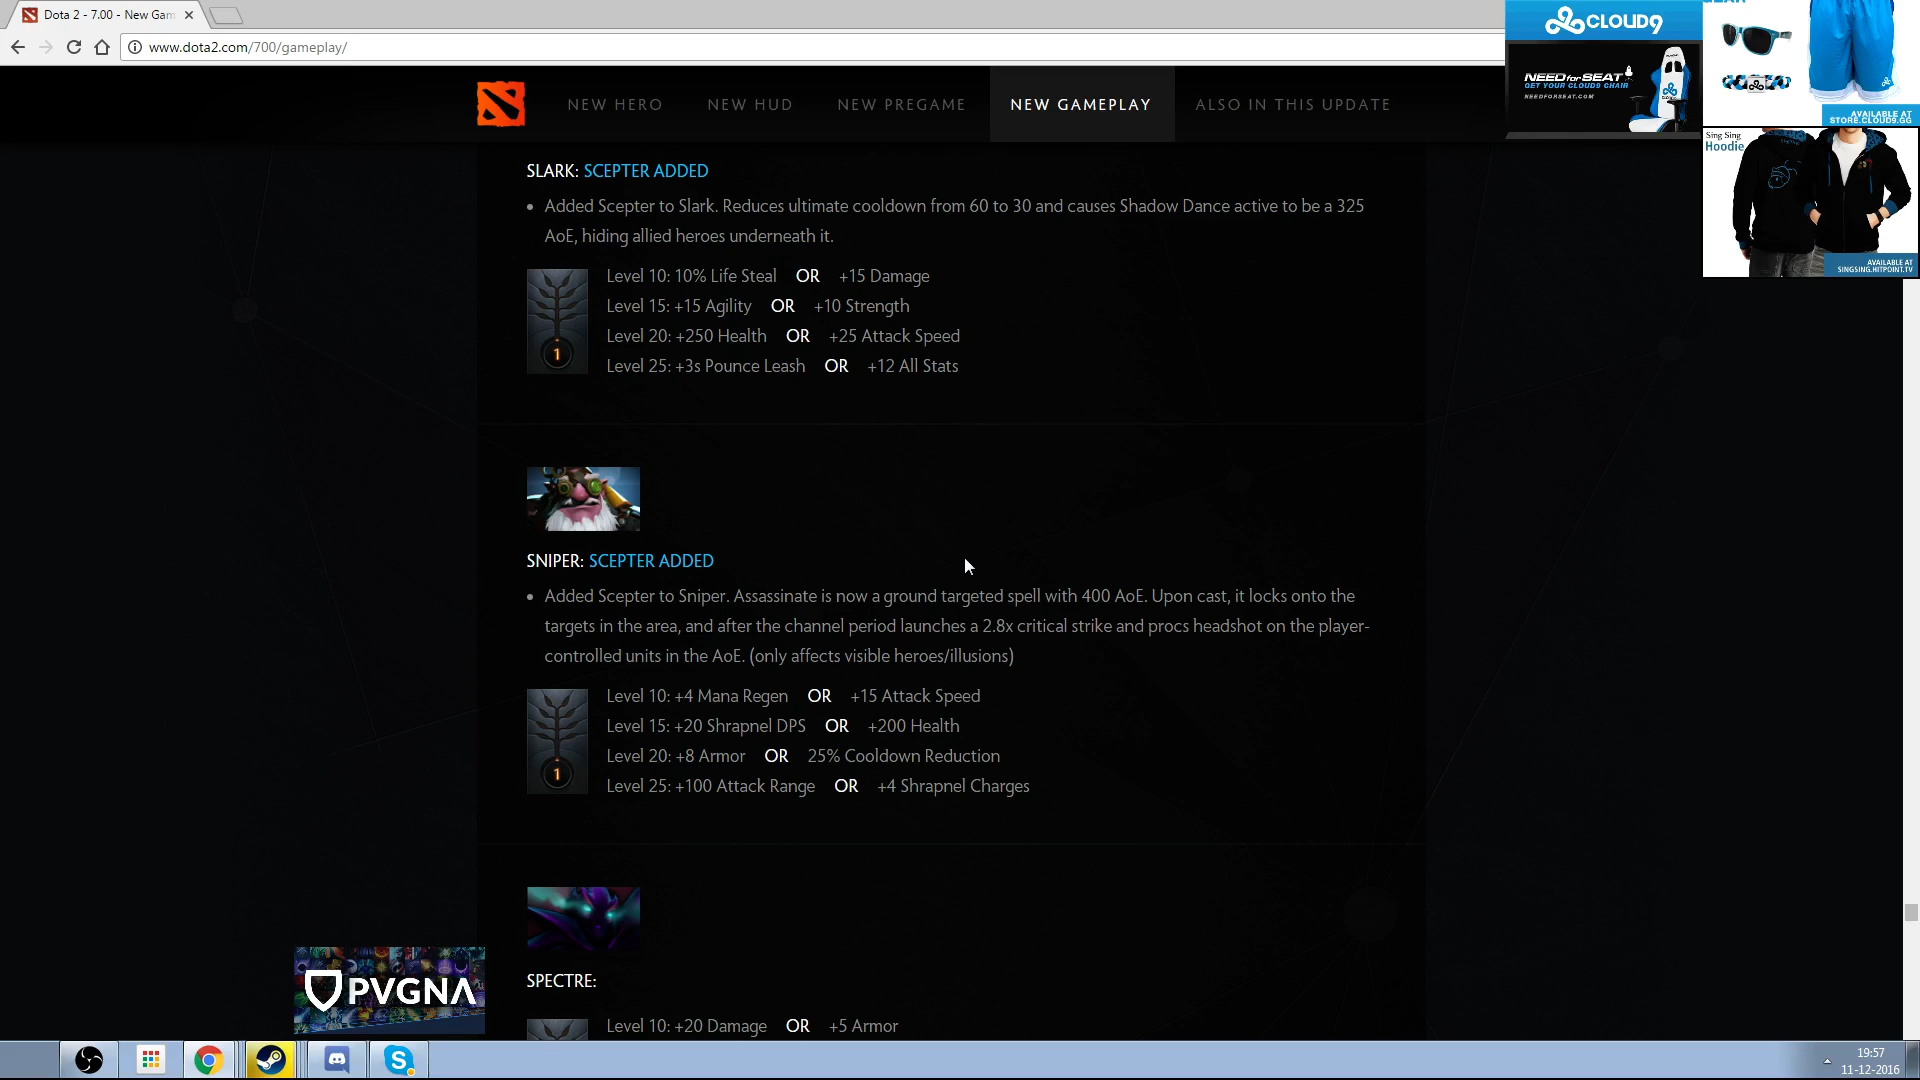 Dota 2 - 7.00 - New Gam
www.dota2.com/700/gameplay/
CLOUD9
NEED for SEAT
GET YOUR CLOUD9 CHAIR
NEEDFORSEAT.COM
AVAILABLE AT
STORE.CLOUD9.GG
Sing Sing
Hoodie
AVAILABLE AT
SINGSING.HITPOINT.TV
NEW HERO
NEW HUD
NEW PREGAME
NEW GAMEPLAY
ALSO IN THIS UPDATE
SLARK: SCEPTER ADDED
• Added Scepter to Slark. Reduces ultimate cooldown from 60 to 30 and causes Shadow Dance active to be a 325
AoE, hiding allied heroes underneath it.
1
Level 10: 10% Life Steal OR +15 Damage
Level 15: +15 Agility OR +10 Strength
Level 20: +250 Health OR +25 Attack Speed
Level 25: +3s Pounce Leash OR +12 All Stats
SNIPER: SCEPTER ADDED
• Added Scepter to Sniper. Assassinate is now a ground targeted spell with 400 AoE. Upon cast, it locks onto the
targets in the area, and after the channel period launches a 2.8x critical strike and procs headshot on the player-
controlled units in the AoE. (only affects visible heroes/illusions)
1
Level 10: +4 Mana Regen OR +15 Attack Speed
Level 15: +20 Shrapnel DPS OR +200 Health
Level 20: +8 Armor OR 25% Cooldown Reduction
Level 25: +100 Attack Range OR +4 Shrapnel Charges
SPECTRE:
Level 10: +20 Damage OR +5 Armor
PVGNA
19:57
11-12-2016